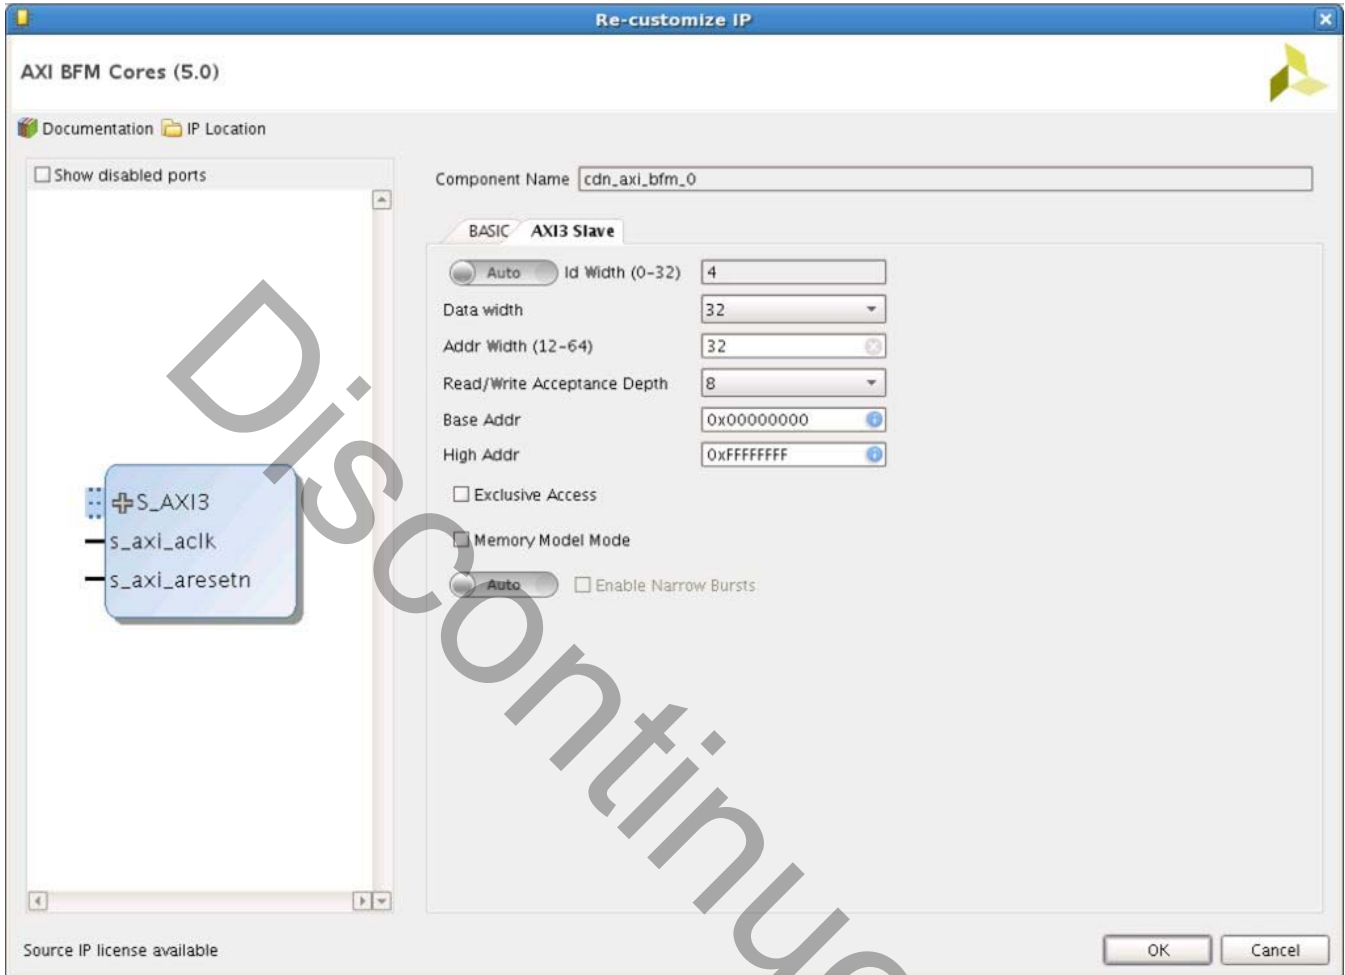 Re-customize IP
AXI BFM Cores (5.0)
Documentation IP Location
Show disabled ports
S_AXI3
s_axi_aclk
s_axi_aresetn
Component Name cdn_axi_bfm_0
BASIC AXI3 Slave
Auto Id Width (0-32) 4
Data width 32
Addr Width (12-64) 32
Read/Write Acceptance Depth 8
Base Addr 0x00000000
High Addr 0xFFFFFFFF
Exclusive Access
Memory Model Mode
Auto Enable Narrow Bursts
Source IP license available
OK Cancel
Discontinue